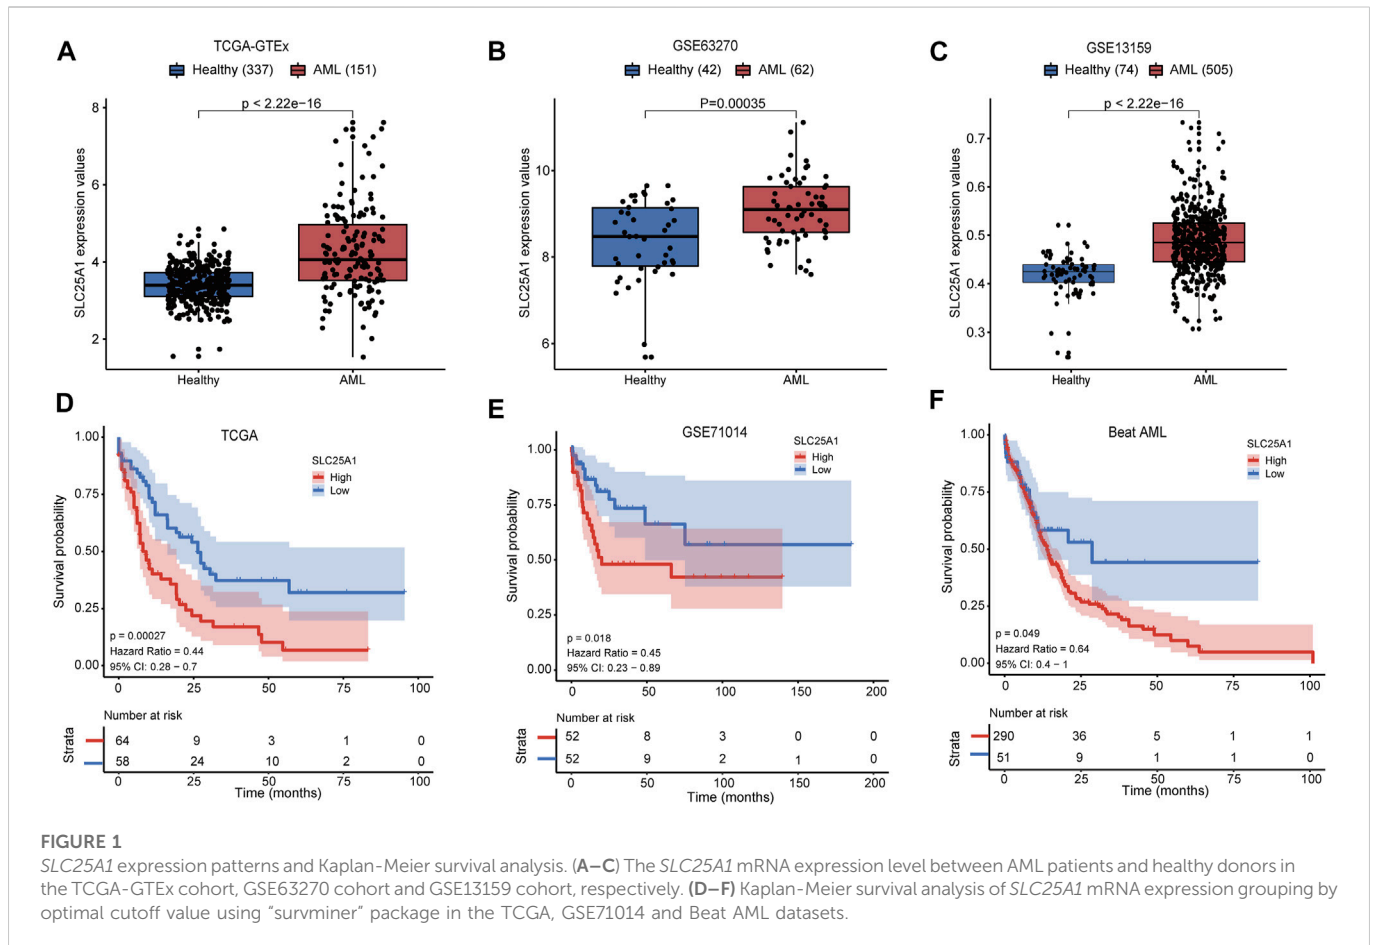 A
TCGA-GTEx
Healthy (337) AML (151)
p < 2.22e−16
SLC25A1 expression values
8
6
4
2
Healthy AML
B
GSE63270
Healthy (42) AML (62)
P=0.00035
SLC25A1 expression values
10
8
6
Healthy AML
C
GSE13159
Healthy (74) AML (505)
p < 2.22e−16
SLC25A1 expression values
0.7
0.6
0.5
0.4
0.3
Healthy AML
D
TCGA
SLC25A1
High
Low
Survival probability
1.00
0.75
0.50
0.25
0.00
p = 0.00027
Hazard Ratio = 0.44
95% CI: 0.28 − 0.7
0 25 50 75 100
Number at risk
Strata
64 9 3 1 0
58 24 10 2 0
0 25 50 75 100
Time (months)
E
GSE71014
SLC25A1
High
Low
Survival probability
1.00
0.75
0.50
0.25
0.00
p = 0.018
Hazard Ratio = 0.45
95% CI: 0.23 − 0.89
0 50 100 150 200
Number at risk
Strata
52 8 3 0 0
52 9 2 1 0
0 50 100 150 200
Time (months)
F
Beat AML
SLC25A1
High
Low
Survival probability
1.00
0.75
0.50
0.25
0.00
p = 0.049
Hazard Ratio = 0.64
95% CI: 0.4 − 1
0 25 50 75 100
Number at risk
Strata
290 36 5 1 1
51 9 1 1 0
0 25 50 75 100
Time (months)
FIGURE 1
SLC25A1 expression patterns and Kaplan-Meier survival analysis. (A–C) The SLC25A1 mRNA expression level between AML patients and healthy donors in
the TCGA-GTEx cohort, GSE63270 cohort and GSE13159 cohort, respectively. (D–F) Kaplan-Meier survival analysis of SLC25A1 mRNA expression grouping by
optimal cutoff value using “survminer” package in the TCGA, GSE71014 and Beat AML datasets.